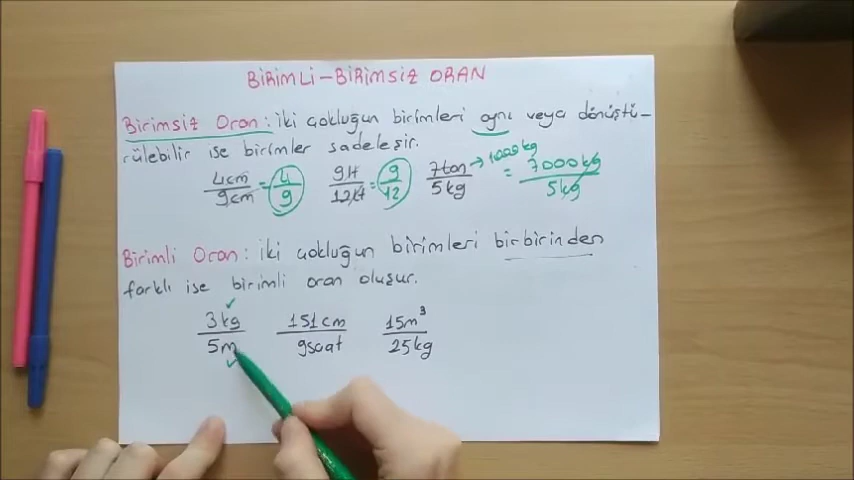 BİRİMLİ-BİRİMSİZ ORAN
Birimsiz Oran: iki çokluğun birimleri aynı veya dönüştü-
rülebilir ise birimler sadeleşir.
4cm/9cm = 4/9 9lt/12lt = 9/12 7ton/5kg → 1000kg = 7000kg/5kg
Birimli Oran: iki çokluğun birimleri birbirinden
farklı ise birimli oran oluşur.
3kg 151cm 15m³
5m 9saat 25kg